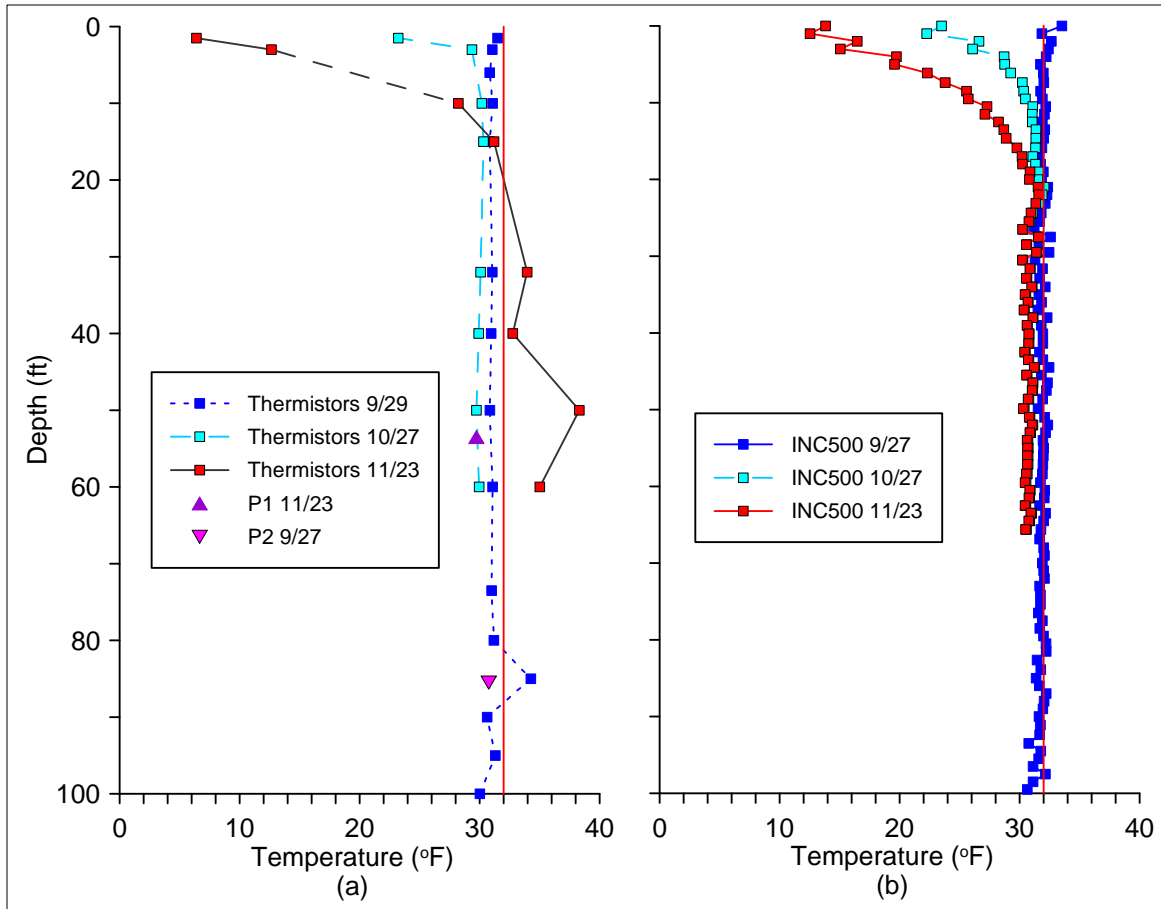 0
20
40
60
80
100
Depth (ft)
Thermistors 9/29
Thermistors 10/27
Thermistors 11/23
P1 11/23
P2 9/27
0 10 20 30 40
Temperature (oF)
(a)
INC500 9/27
INC500 10/27
INC500 11/23
0 10 20 30 40
Temperature (oF)
(b)